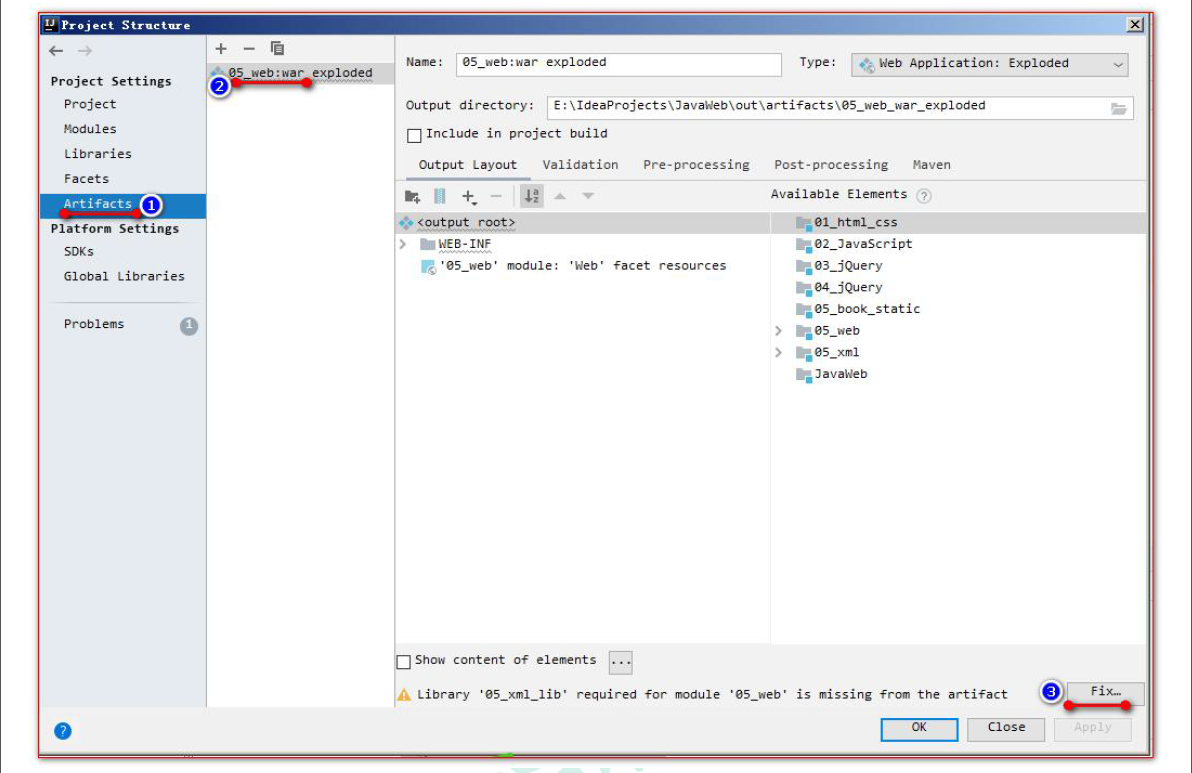 Project Structure
Project Settings
Project
Modules
Libraries
Facets
Artifacts 1
Platform Settings
SDKs
Global Libraries
Problems 1
05_web:war exploded
2
Name: 05_web:war exploded Type: Web Application: Exploded
Output directory: E:\IdeaProjects\JavaWeb\out\artifacts\05_web_war_exploded
Include in project build
Output Layout Validation Pre-processing Post-processing Maven
Available Elements ?
<output root>
WEB-INF
'05_web' module: 'Web' facet resources
01_html_css
02_JavaScript
03_jQuery
04_jQuery
05_book_static
05_web
05_xml
JavaWeb
Show content of elements ...
Library '05_xml_lib' required for module '05_web' is missing from the artifact 3 Fix…
? OK Close Apply